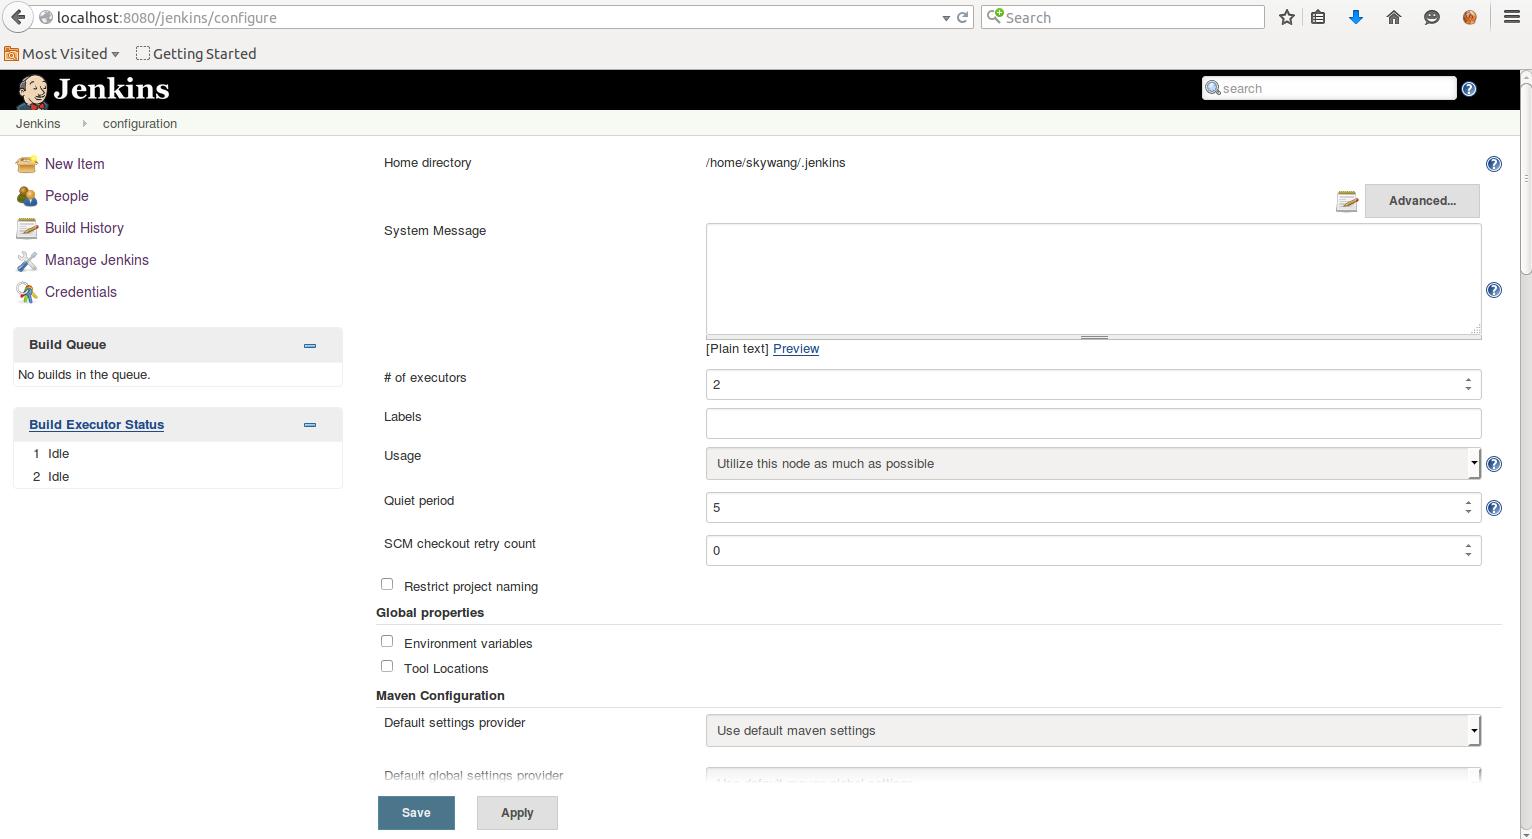 localhost:8080/jenkins/configure
Search
Most Visited
Getting Started
Jenkins
search
Jenkins
configuration
New Item
People
Build History
Manage Jenkins
Credentials
Build Queue
No builds in the queue.
Build Executor Status
1 Idle
2 Idle
Home directory
/home/skywang/.jenkins
Advanced...
System Message
[Plain text] Preview
# of executors
2
Labels
Usage
Utilize this node as much as possible
Quiet period
5
SCM checkout retry count
0
Restrict project naming
Global properties
Environment variables
Tool Locations
Maven Configuration
Default settings provider
Use default maven settings
Default global settings provider
Save
Apply